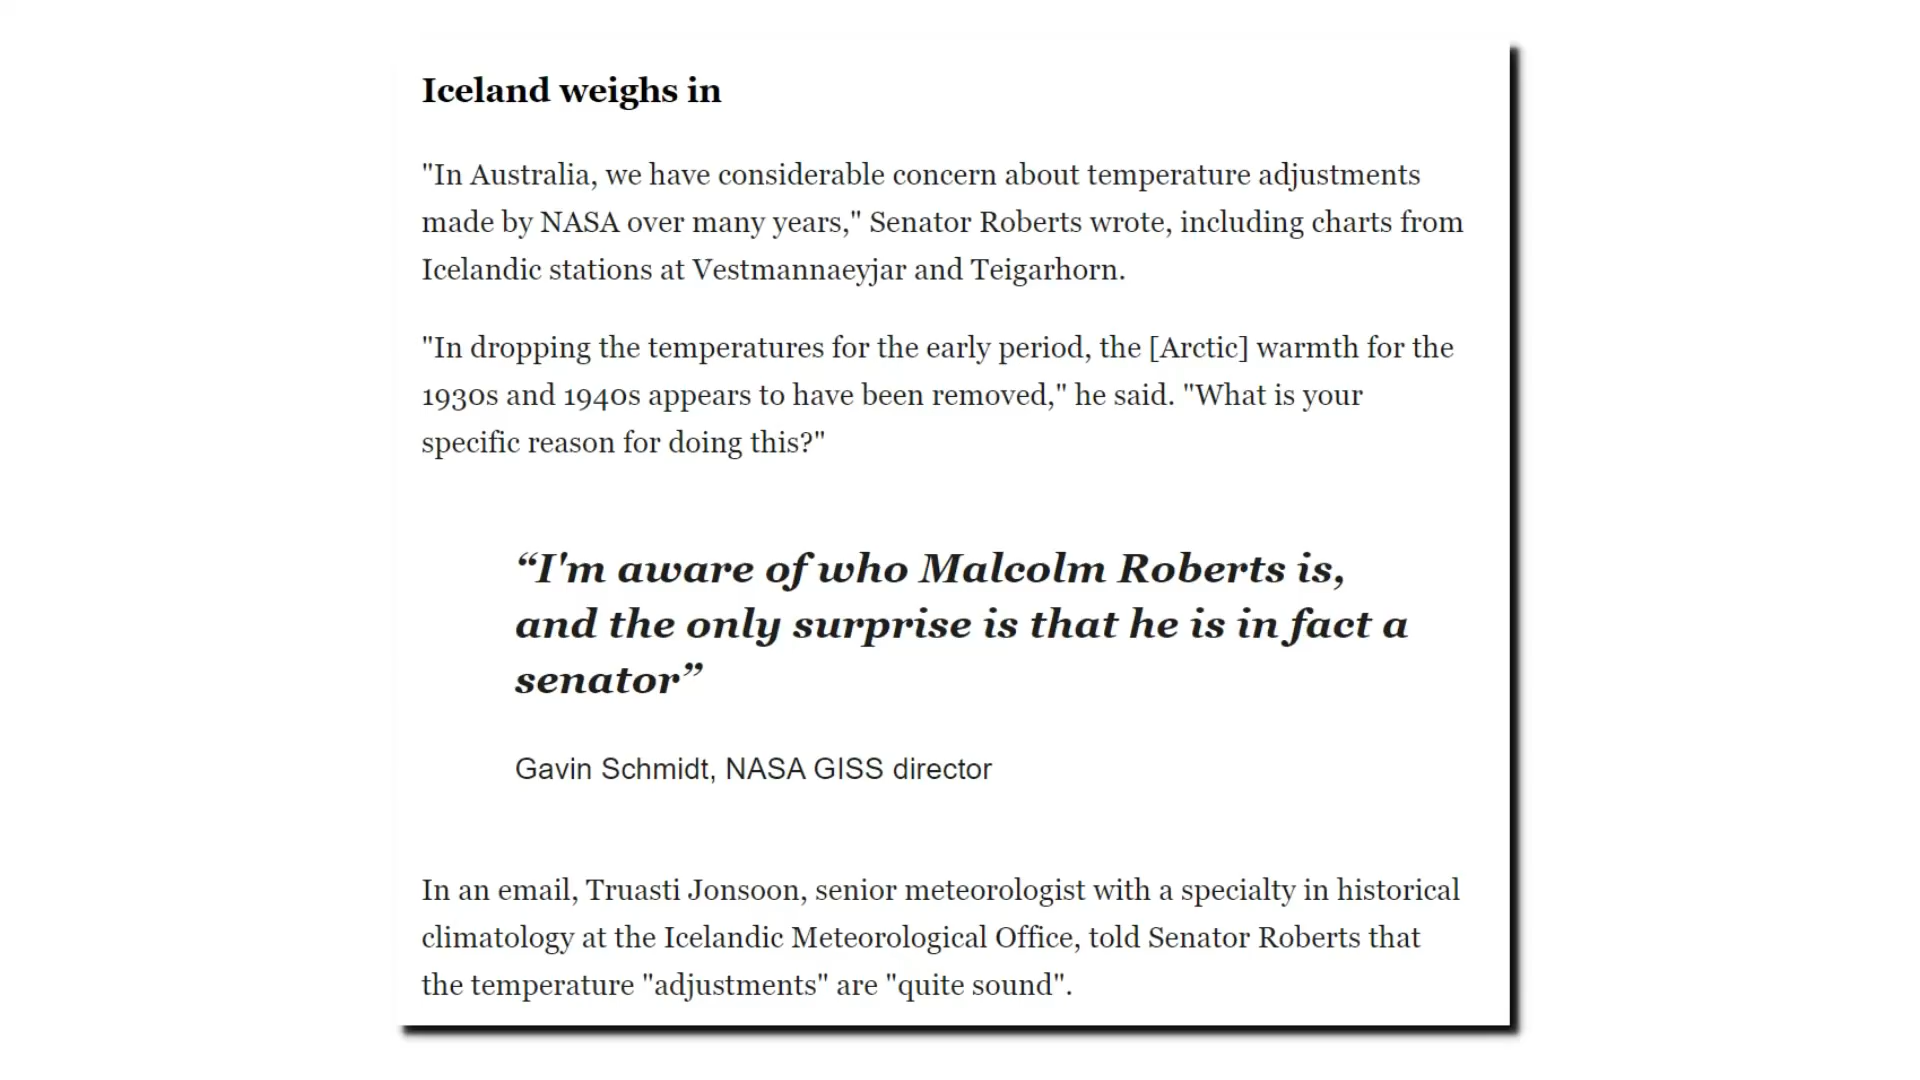 Iceland weighs in
"In Australia, we have considerable concern about temperature adjustments
made by NASA over many years," Senator Roberts wrote, including charts from
Icelandic stations at Vestmannaeyjar and Teigarhorn.
"In dropping the temperatures for the early period, the [Arctic] warmth for the
1930s and 1940s appears to have been removed," he said. "What is your
specific reason for doing this?"
“I'm aware of who Malcolm Roberts is,
and the only surprise is that he is in fact a
senator”
Gavin Schmidt, NASA GISS director
In an email, Truasti Jonsoon, senior meteorologist with a specialty in historical
climatology at the Icelandic Meteorological Office, told Senator Roberts that
the temperature "adjustments" are "quite sound".